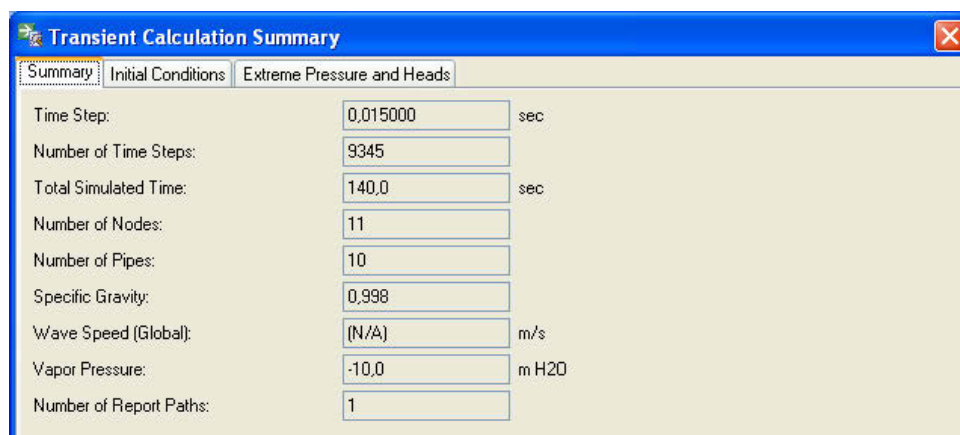 Transient Calculation Summary
Summary Initial Conditions Extreme Pressure and Heads
Time Step: 0,015000 sec
Number of Time Steps: 9345
Total Simulated Time: 140,0 sec
Number of Nodes: 11
Number of Pipes: 10
Specific Gravity: 0,998
Wave Speed (Global): (N/A) m/s
Vapor Pressure: -10,0 m H2O
Number of Report Paths: 1